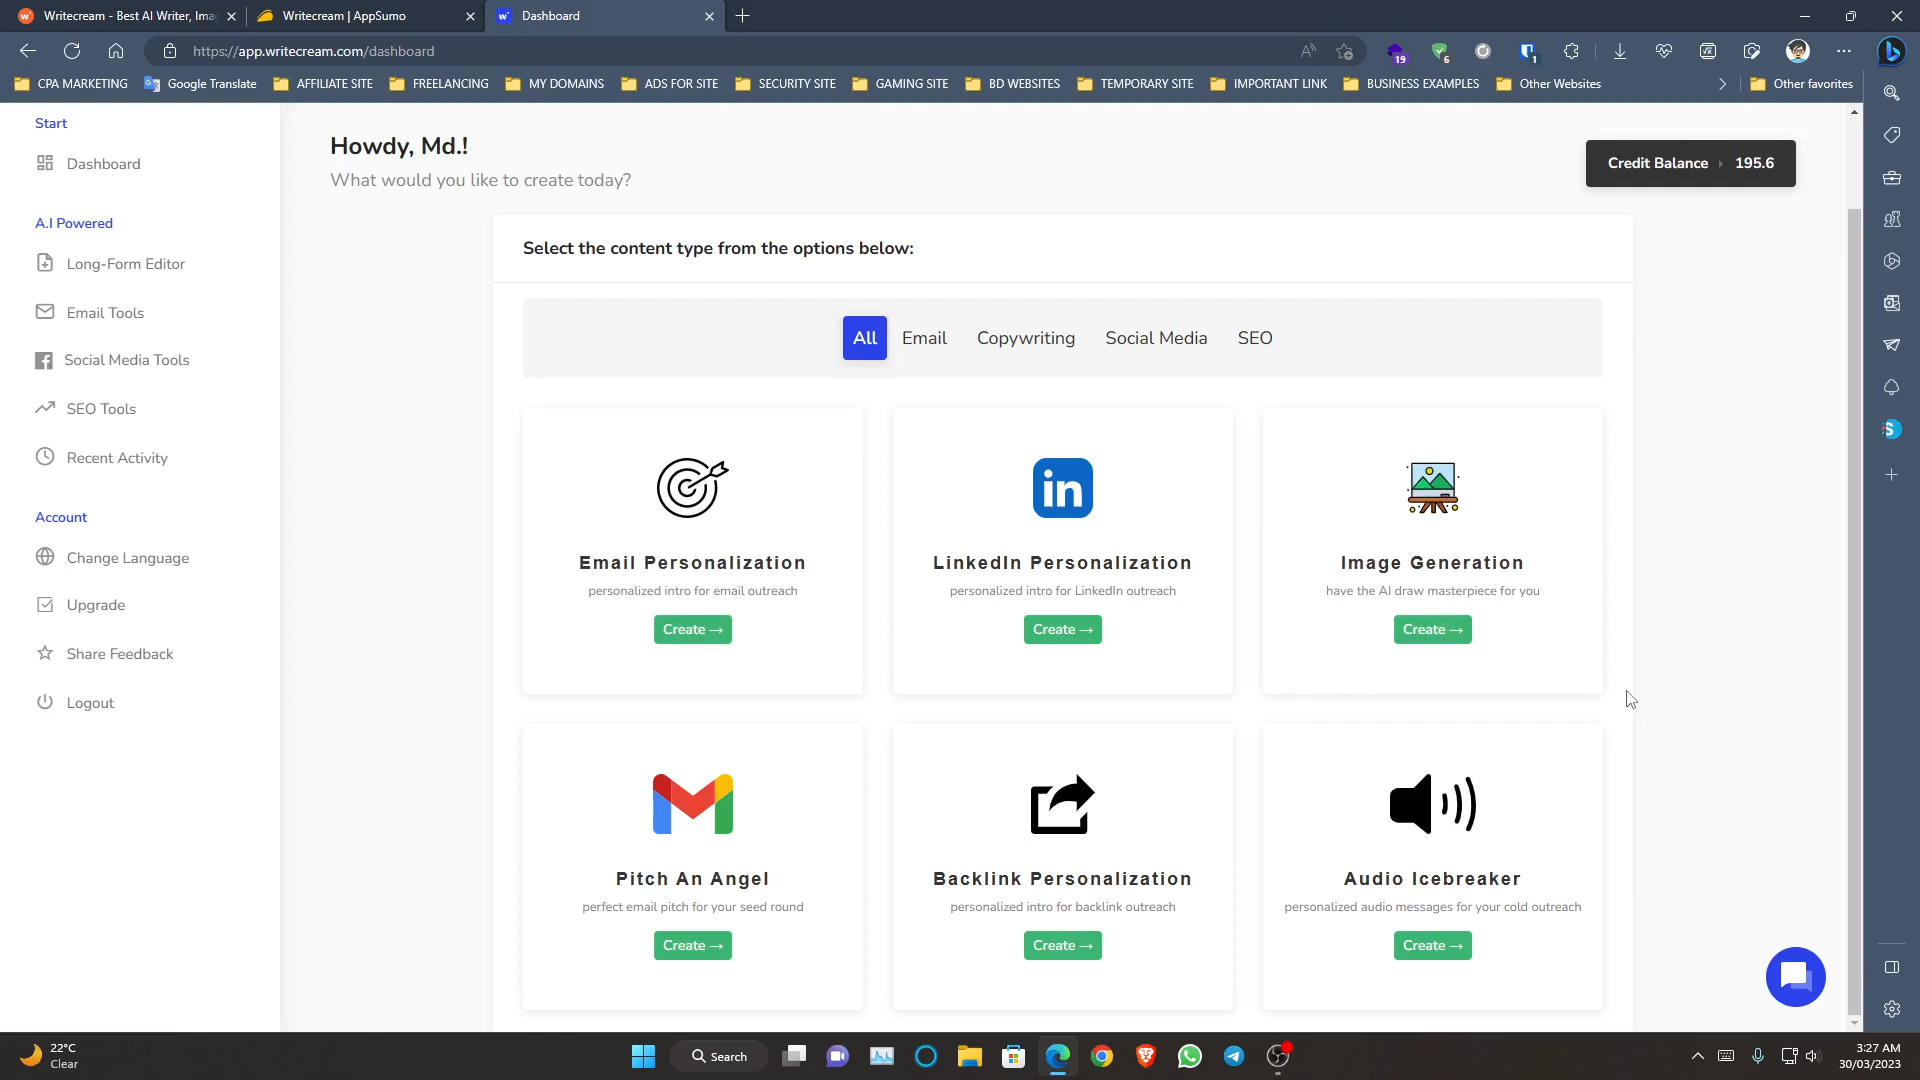 Writecream - Best AI Writer, Ima
Writecream | AppSumo
Dashboard
https://app.writecream.com/dashboard
19
6
1
CPA MARKETING
Google Translate
AFFILIATE SITE
FREELANCING
MY DOMAINS
ADS FOR SITE
SECURITY SITE
GAMING SITE
BD WEBSITES
TEMPORARY SITE
IMPORTANT LINK
BUSINESS EXAMPLES
Other Websites
Other favorites
Start
Dashboard
A.I Powered
Long-Form Editor
Email Tools
Social Media Tools
SEO Tools
Recent Activity
Account
Change Language
Upgrade
Share Feedback
Logout
Howdy, Md.!
What would you like to create today?
Credit Balance 195.6
Select the content type from the options below:
All Email Copywriting Social Media SEO
Email Personalization
personalized intro for email outreach
Create →
in
LinkedIn Personalization
personalized intro for LinkedIn outreach
Create →
Image Generation
have the AI draw masterpiece for you
Create →
Pitch An Angel
perfect email pitch for your seed round
Create →
Backlink Personalization
personalized intro for backlink outreach
Create →
Audio Icebreaker
personalized audio messages for your cold outreach
Create →
22°C
Clear
Search
3:27 AM
30/03/2023